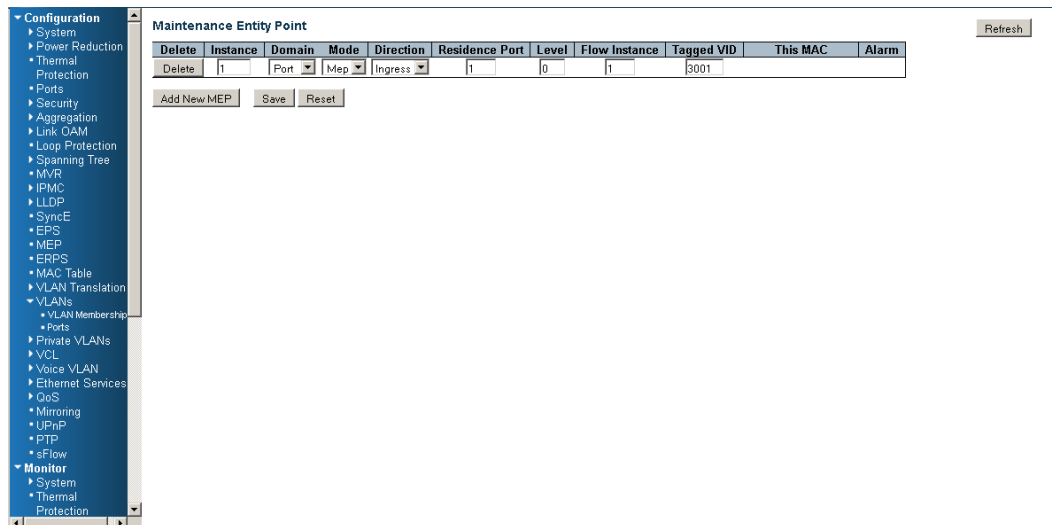 Configuration
System
Power Reduction
Thermal
Protection
Ports
Security
Aggregation
Link OAM
Loop Protection
Spanning Tree
MVR
IPMC
LLDP
SyncE
EPS
MEP
ERPS
MAC Table
VLAN Translation
VLANs
VLAN Membership
Ports
Private VLANs
VCL
Voice VLAN
Ethernet Services
QoS
Mirroring
UPnP
PTP
sFlow
Monitor
System
Thermal
Protection
Maintenance Entity Point
Refresh
Delete Instance Domain Mode Direction Residence Port Level Flow Instance Tagged VID This MAC Alarm
Delete 1 Port Mep Ingress 1 0 1 3001
Add New MEP Save Reset